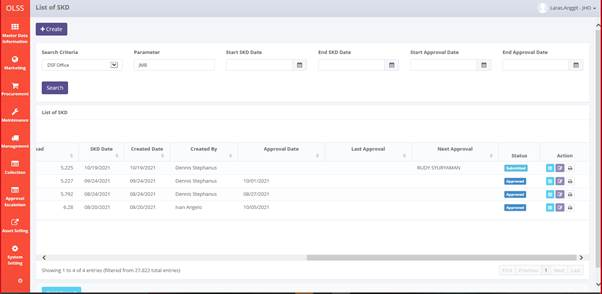 OLSS
List of SKD
Laras.Anggit - JHO
+ Create
Master Data
Information
Marketing
Procurement
Maintenance
Management
Collection
Approval
Escalation
Asset Selling
System
Setting
Search Criteria
Parameter
Start SKD Date
End SKD Date
Start Approval Date
End Approval Date
DSF Office
JMB
Search
List of SKD
oad
SKD Date
Created Date
Created By
Approval Date
Last Approval
Next Approval
Status
Action
5,225 10/19/2021 10/19/2021 Dennis Stephanus RUDY SYURYAMAN Submitted
5,227 09/24/2021 09/24/2021 Dennis Stephanus 10/01/2021 Approved
5,792 08/24/2021 08/24/2021 Dennis Stephanus 08/27/2021 Approved
6,28 08/20/2021 08/20/2021 Ivan Angelo 10/05/2021 Approved
Showing 1 to 4 of 4 entries (filtered from 27,822 total entries)
First Previous 1 Next Last